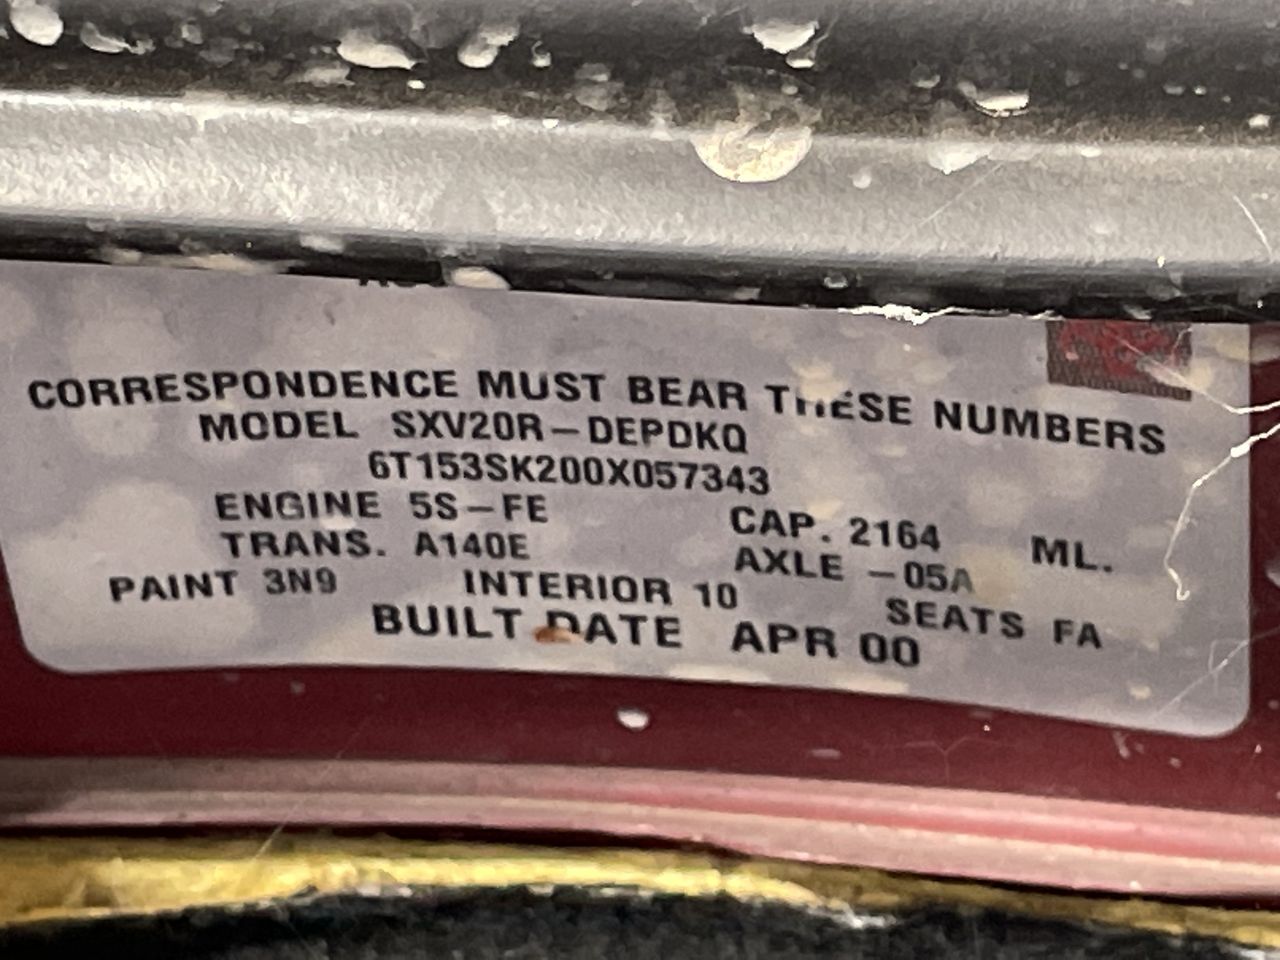 CORRESPONDENCE MUST BEAR THESE NUMBERS
MODEL SXV20R-DEPDKQ
6T153SK200X057343
ENGINE 5S-FE CAP. 2164 ML.
TRANS. A140E AXLE -05A
PAINT 3N9 INTERIOR 10 SEATS FA
BUILT DATE APR 00